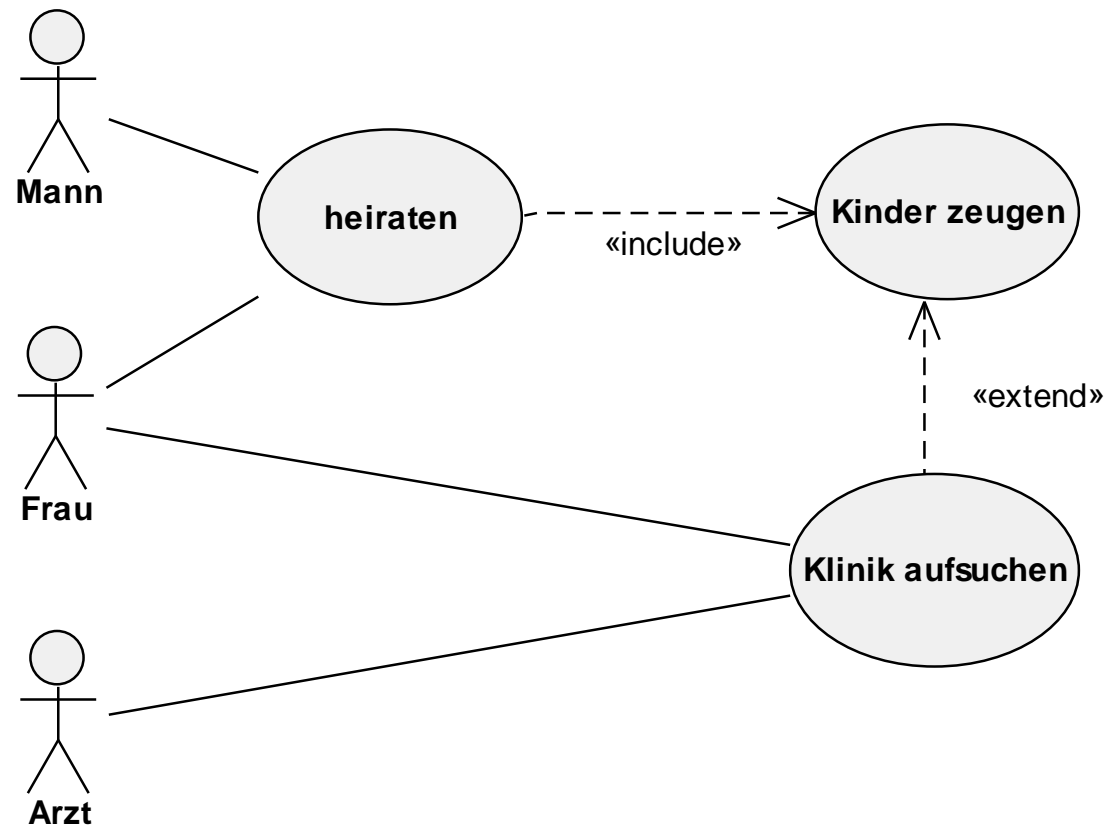 Mann
heiraten
«include»
Kinder zeugen
Frau
«extend»
Klinik aufsuchen
Arzt